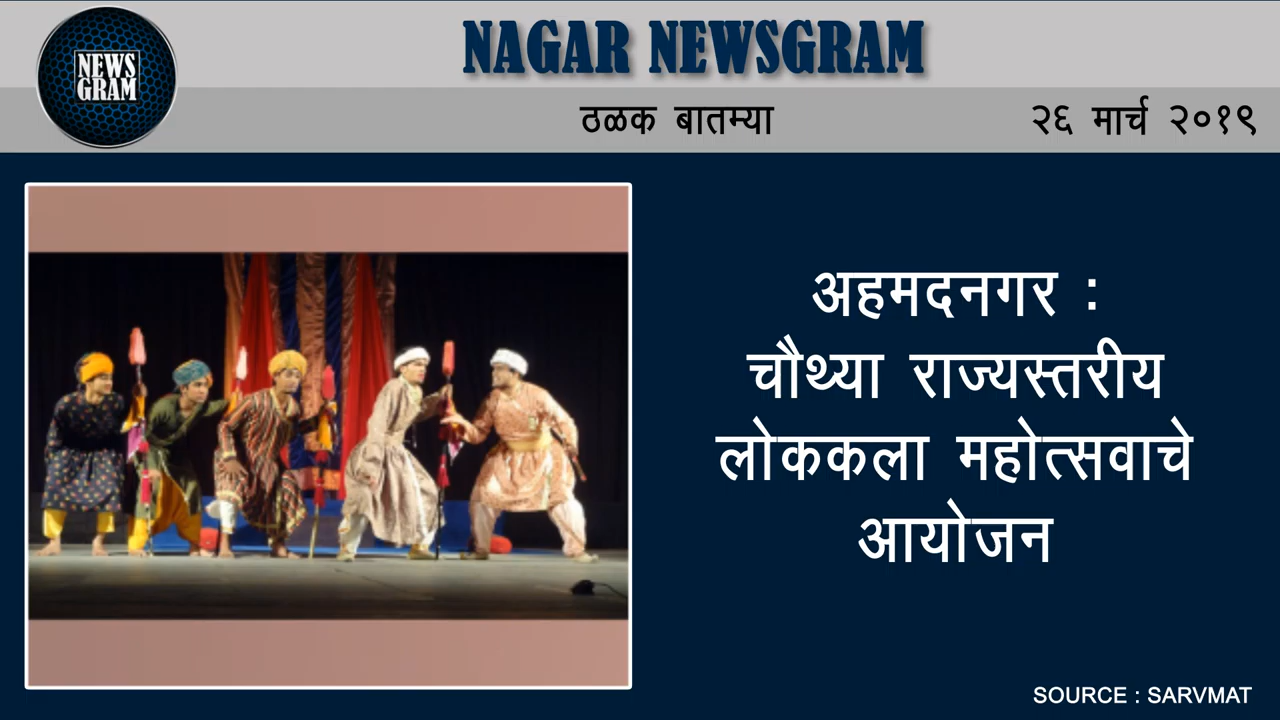 NEWS
GRAM
NAGAR NEWSGRAM
ठळक बातम्या
२६ मार्च २०१९
अहमदनगर :
चौथ्या राज्यस्तरीय
लोककला महोत्सवाचे
आयोजन
SOURCE : SARVMAT